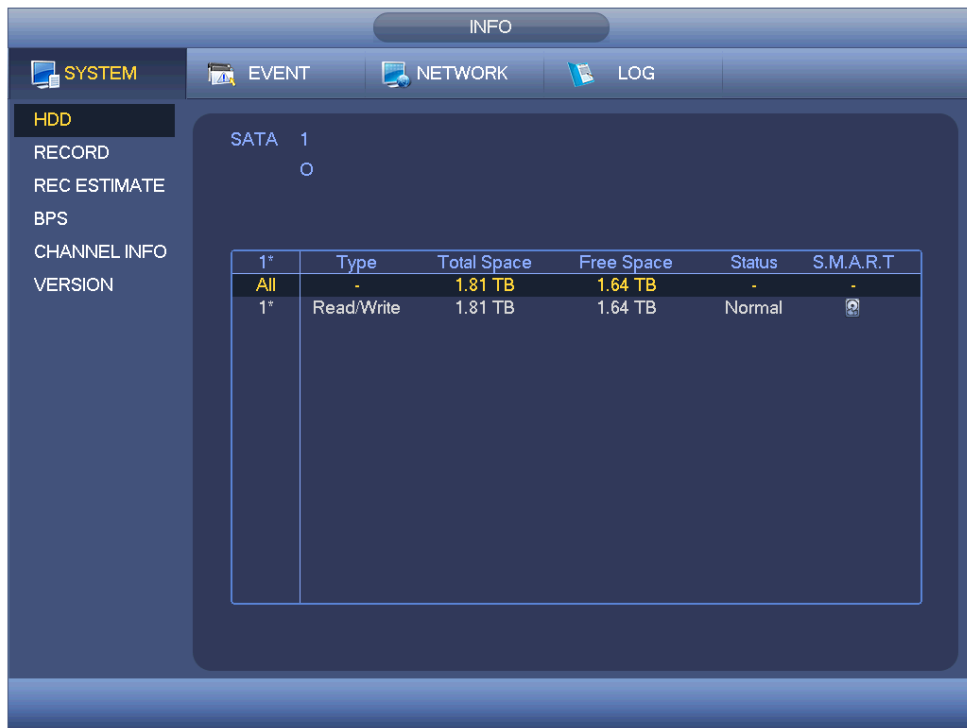 INFO
SYSTEM EVENT NETWORK LOG
HDD
RECORD
REC ESTIMATE
BPS
CHANNEL INFO
VERSION
SATA 1
O
1* Type Total Space Free Space Status S.M.A.R.T
All - 1.81 TB 1.64 TB - -
1* Read/Write 1.81 TB 1.64 TB Normal